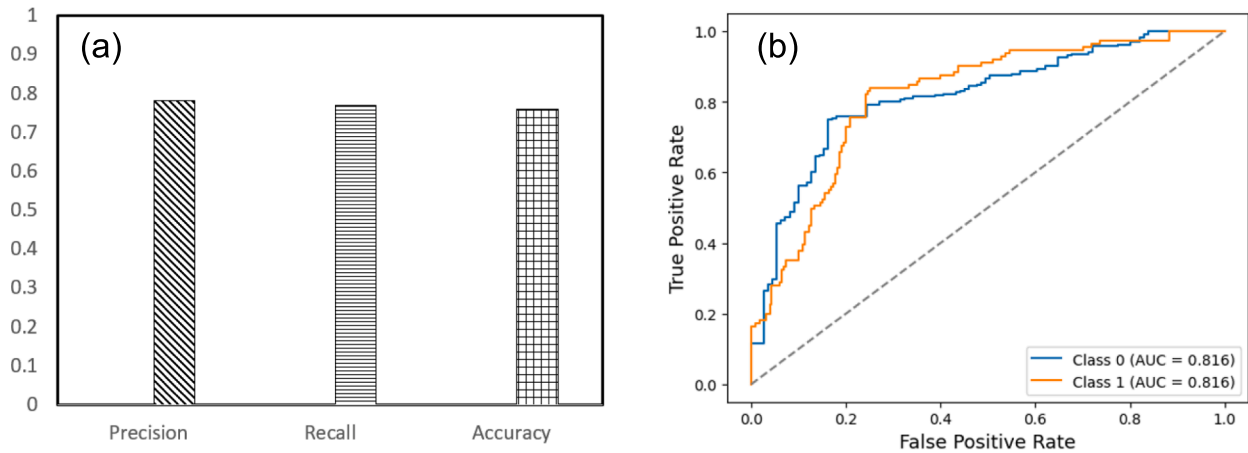 (a)
1
0.9
0.8
0.7
0.6
0.5
0.4
0.3
0.2
0.1
0
Precision Recall Accuracy
(b)
True Positive Rate
1.0
0.8
0.6
0.4
0.2
0.0
Class 0 (AUC = 0.816)
Class 1 (AUC = 0.816)
0.0 0.2 0.4 0.6 0.8 1.0
False Positive Rate